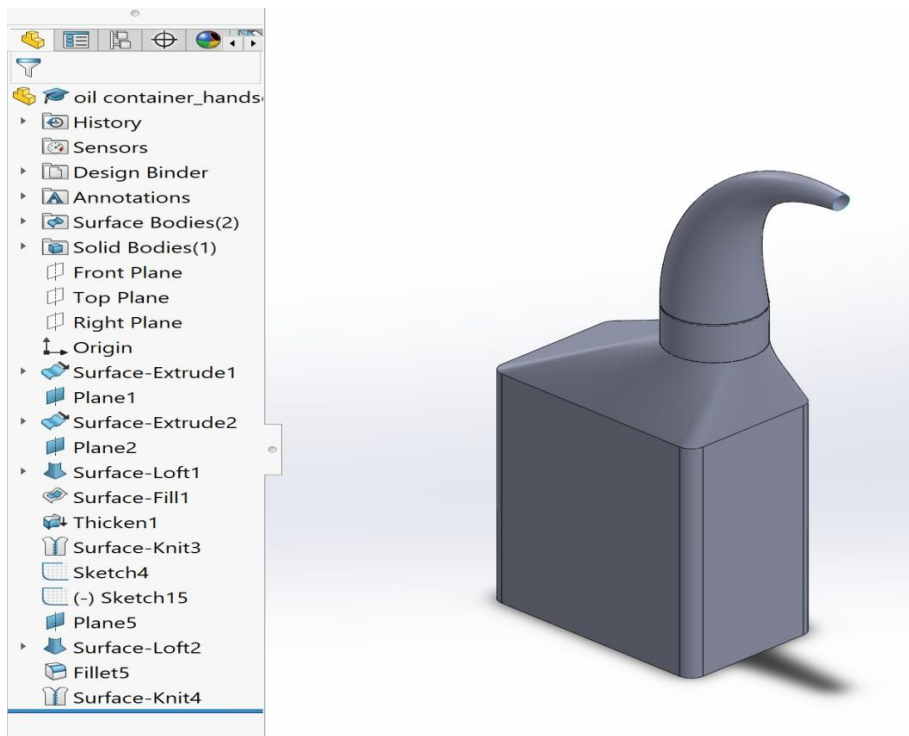 oil container_hands
History
Sensors
Design Binder
Annotations
Surface Bodies(2)
Solid Bodies(1)
Front Plane
Top Plane
Right Plane
Origin
Surface-Extrude1
Plane1
Surface-Extrude2
Plane2
Surface-Loft1
Surface-Fill1
Thicken1
Surface-Knit3
Sketch4
(-) Sketch15
Plane5
Surface-Loft2
Fillet5
Surface-Knit4